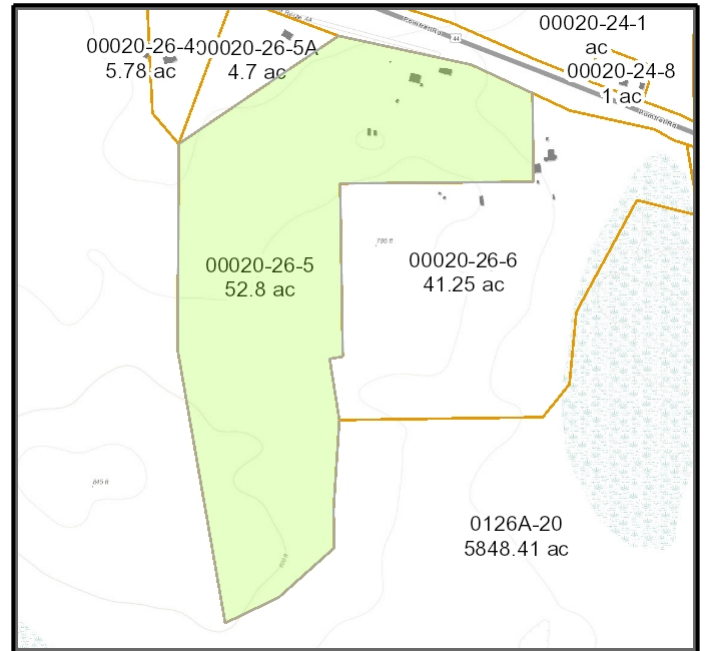 00020-24-1
ac
00020-26-4
5.78 ac
00020-26-5A
4.7 ac
00020-24-8
1 ac
44
00020-26-5
52.8 ac
00020-26-6
41.25 ac
0126A-20
5848.41 ac